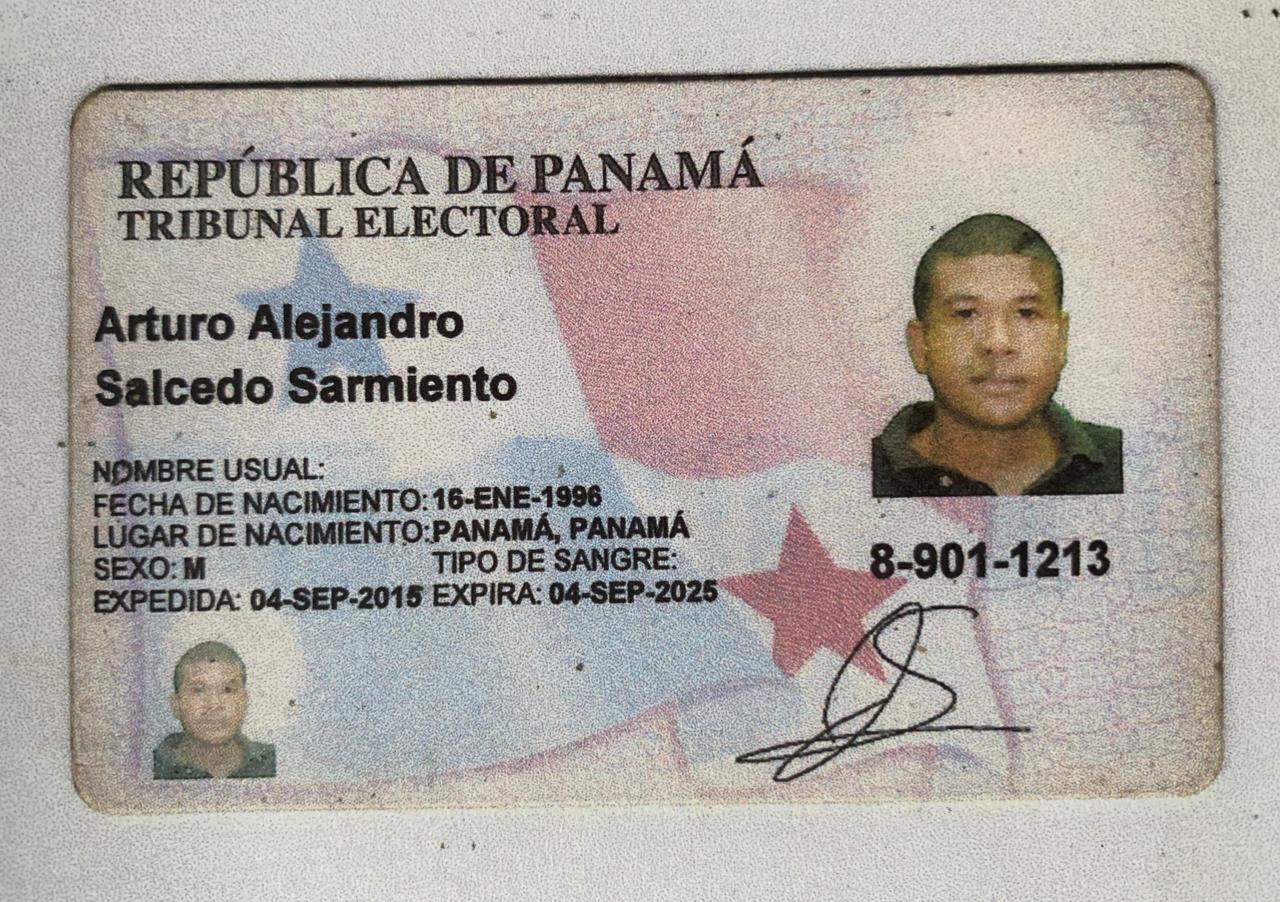 REPÚBLICA DE PANAMÁ
TRIBUNAL ELECTORAL
Arturo Alejandro
Salcedo Sarmiento
NOMBRE USUAL:
FECHA DE NACIMIENTO: 16-ENE-1996
LUGAR DE NACIMIENTO: PANAMÁ, PANAMÁ
SEXO: M TIPO DE SANGRE:
EXPEDIDA: 04-SEP-2015 EXPIRA: 04-SEP-2025
8-901-1213